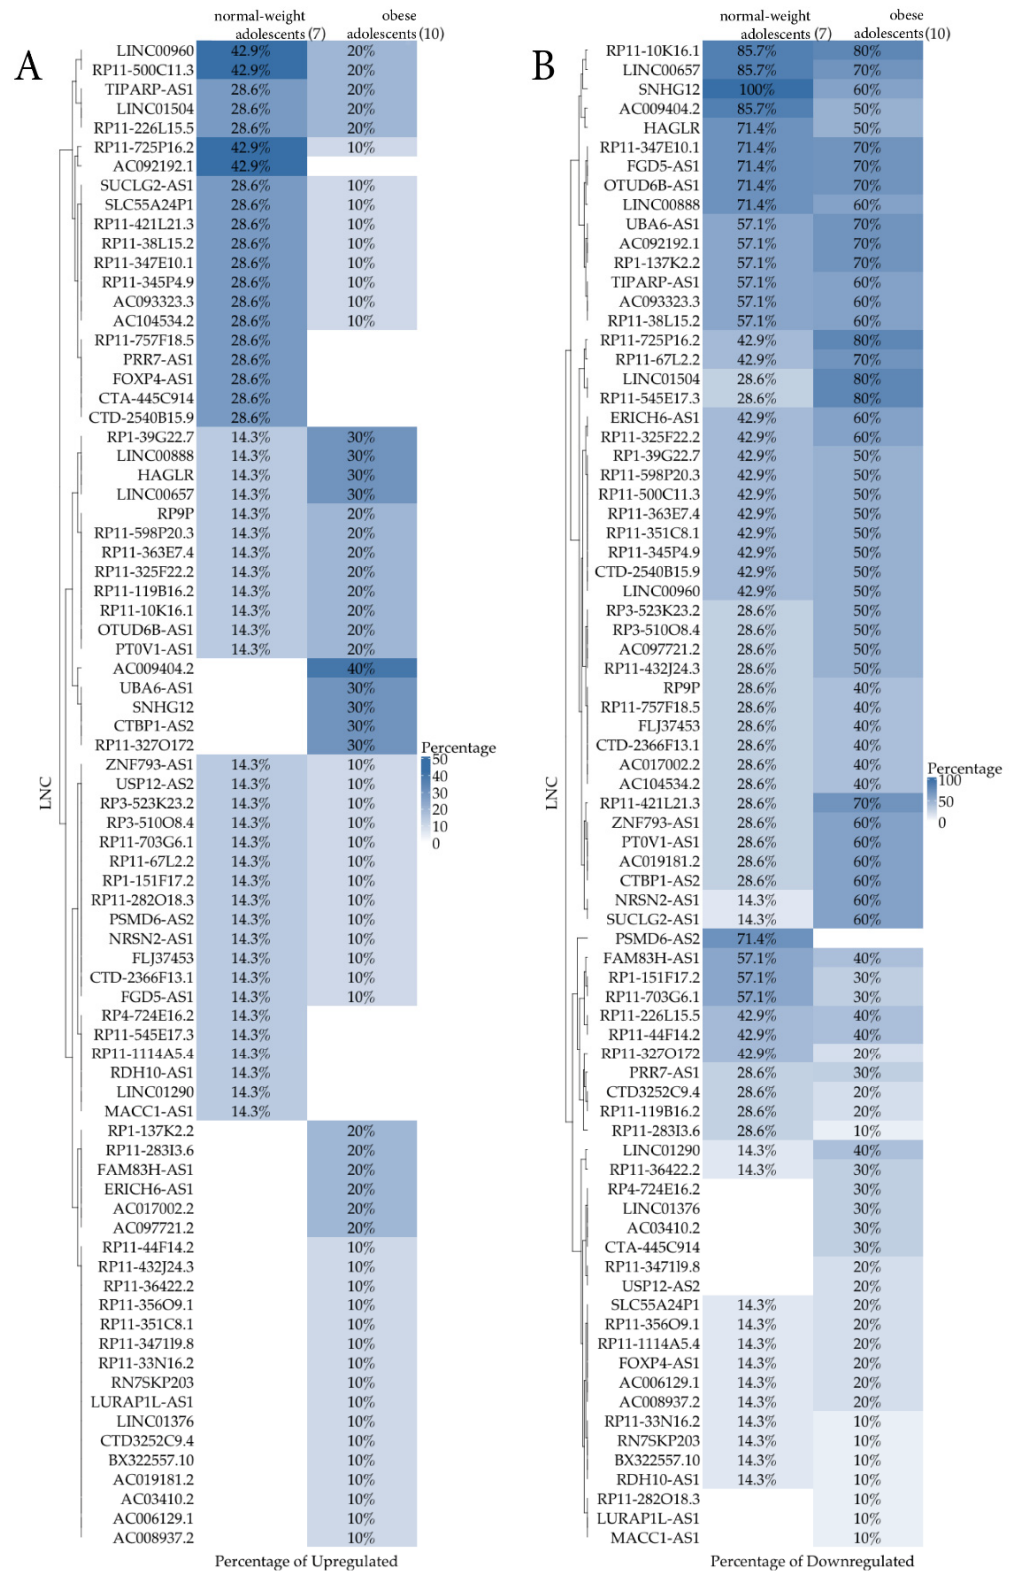 A
normal-weight adolescents (7)
obese adolescents (10)
LINC00960 42.9% 20%
RP11-500C11.3 42.9% 20%
TIPARP-AS1 28.6% 20%
LINC01504 28.6% 20%
RP11-226L15.5 28.6% 20%
RP11-725P16.2 42.9% 10%
AC092192.1 42.9%
SUCLG2-AS1 28.6% 10%
SLC55A24P1 28.6% 10%
RP11-421L21.3 28.6% 10%
RP11-38L15.2 28.6% 10%
RP11-347E10.1 28.6% 10%
RP11-345P4.9 28.6% 10%
AC093323.3 28.6% 10%
AC104534.2 28.6% 10%
RP11-757F18.5 28.6%
PRR7-AS1 28.6%
FOXP4-AS1 28.6%
CTA-445C914 28.6%
CTD-2540B15.9 28.6%
RP1-39G22.7 14.3% 30%
LINC00888 14.3% 30%
HAGLR 14.3% 30%
LINC00657 14.3% 30%
RP9P 14.3% 20%
RP11-598P20.3 14.3% 20%
RP11-363E7.4 14.3% 20%
RP11-325F22.2 14.3% 20%
RP11-119B16.2 14.3% 20%
RP11-10K16.1 14.3% 20%
OTUD6B-AS1 14.3% 20%
PT0V1-AS1 14.3% 20%
AC009404.2 40%
UBA6-AS1 30%
SNHG12 30%
CTBP1-AS2 30%
RP11-327O172 30%
ZNF793-AS1 14.3% 10%
USP12-AS2 14.3% 10%
RP3-523K23.2 14.3% 10%
RP3-510O8.4 14.3% 10%
RP11-703G6.1 14.3% 10%
RP11-67L2.2 14.3% 10%
RP1-151F17.2 14.3% 10%
RP11-282O18.3 14.3% 10%
PSMD6-AS2 14.3% 10%
NRSN2-AS1 14.3% 10%
FLJ37453 14.3% 10%
CTD-2366F13.1 14.3% 10%
FGD5-AS1 14.3% 10%
RP4-724E16.2 14.3%
RP11-545E17.3 14.3%
RP11-1114A5.4 14.3%
RDH10-AS1 14.3%
LINC01290 14.3%
MACC1-AS1 14.3%
RP1-137K2.2 20%
RP11-283I3.6 20%
FAM83H-AS1 20%
ERICH6-AS1 20%
AC017002.2 20%
AC097721.2 20%
RP11-44F14.2 10%
RP11-432J24.3 10%
RP11-36422.2 10%
RP11-356O9.1 10%
RP11-351C8.1 10%
RP11-347I19.8 10%
RP11-33N16.2 10%
RN7SKP203 10%
LURAP1L-AS1 10%
LINC01376 10%
CTD3252C9.4 10%
BX322557.10 10%
AC019181.2 10%
AC03410.2 10%
AC006129.1 10%
AC008937.2 10%
LNC
Percentage
50
40
30
20
10
0
Percentage of Upregulated
B
normal-weight adolescents (7)
obese adolescents (10)
RP11-10K16.1 85.7% 80%
LINC00657 85.7% 70%
SNHG12 100% 60%
AC009404.2 85.7% 50%
HAGLR 71.4% 50%
RP11-347E10.1 71.4% 70%
FGD5-AS1 71.4% 70%
OTUD6B-AS1 71.4% 70%
LINC00888 71.4% 60%
UBA6-AS1 57.1% 70%
AC092192.1 57.1% 70%
RP1-137K2.2 57.1% 70%
TIPARP-AS1 57.1% 60%
AC093323.3 57.1% 60%
RP11-38L15.2 57.1% 60%
RP11-725P16.2 42.9% 80%
RP11-67L2.2 42.9% 70%
LINC01504 28.6% 80%
RP11-545E17.3 28.6% 80%
ERICH6-AS1 42.9% 60%
RP11-325F22.2 42.9% 60%
RP1-39G22.7 42.9% 50%
RP11-598P20.3 42.9% 50%
RP11-500C11.3 42.9% 50%
RP11-363E7.4 42.9% 50%
RP11-351C8.1 42.9% 50%
RP11-345P4.9 42.9% 50%
CTD-2540B15.9 42.9% 50%
LINC00960 42.9% 50%
RP3-523K23.2 28.6% 50%
RP3-510O8.4 28.6% 50%
AC097721.2 28.6% 50%
RP11-432J24.3 28.6% 50%
RP9P 28.6% 40%
RP11-757F18.5 28.6% 40%
FLJ37453 28.6% 40%
CTD-2366F13.1 28.6% 40%
AC017002.2 28.6% 40%
AC104534.2 28.6% 40%
RP11-421L21.3 28.6% 70%
ZNF793-AS1 28.6% 60%
PT0V1-AS1 28.6% 60%
AC019181.2 28.6% 60%
CTBP1-AS2 28.6% 60%
NRSN2-AS1 14.3% 60%
SUCLG2-AS1 14.3% 60%
PSMD6-AS2 71.4%
FAM83H-AS1 57.1% 40%
RP1-151F17.2 57.1% 30%
RP11-703G6.1 57.1% 30%
RP11-226L15.5 42.9% 40%
RP11-44F14.2 42.9% 40%
RP11-327O172 42.9% 20%
PRR7-AS1 28.6% 30%
CTD3252C9.4 28.6% 20%
RP11-119B16.2 28.6% 20%
RP11-283I3.6 28.6% 10%
LINC01290 14.3% 40%
RP11-36422.2 14.3% 30%
RP4-724E16.2 30%
LINC01376 30%
AC03410.2 30%
CTA-445C914 30%
RP11-347I19.8 20%
USP12-AS2 20%
SLC55A24P1 14.3% 20%
RP11-356O9.1 14.3% 20%
RP11-1114A5.4 14.3% 20%
FOXP4-AS1 14.3% 20%
AC006129.1 14.3% 20%
AC008937.2 14.3% 20%
RP11-33N16.2 14.3% 10%
RN7SKP203 14.3% 10%
BX322557.10 14.3% 10%
RDH10-AS1 14.3% 10%
RP11-282O18.3 10%
LURAP1L-AS1 10%
MACC1-AS1 10%
LNC
Percentage
100
50
0
Percentage of Downregulated